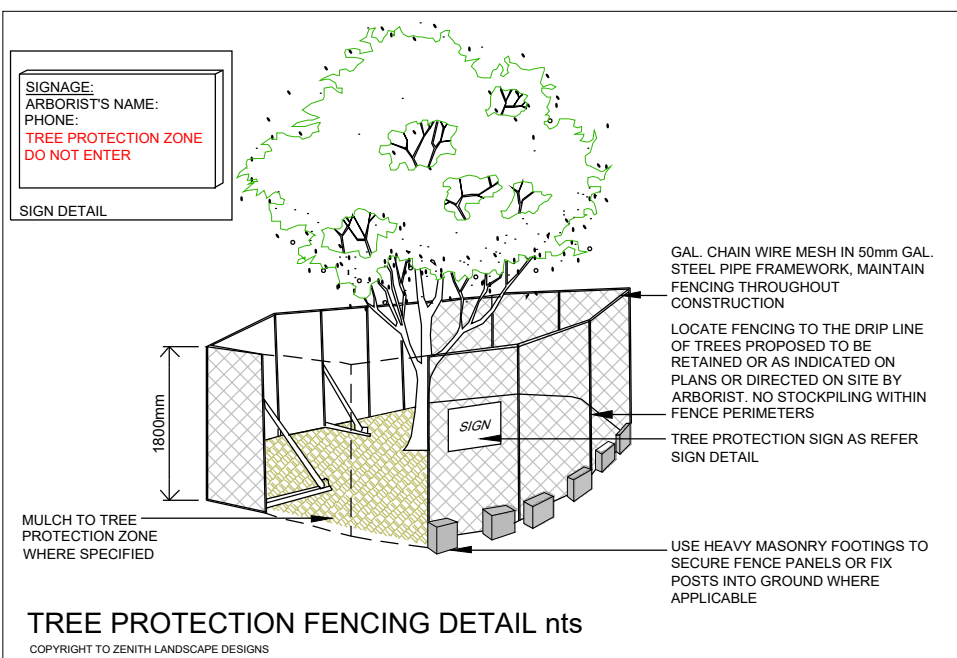 SIGNAGE:
ARBORIST'S NAME:
PHONE:
TREE PROTECTION ZONE
DO NOT ENTER
SIGN DETAIL
GAL. CHAIN WIRE MESH IN 50mm GAL.
STEEL PIPE FRAMEWORK, MAINTAIN
FENCING THROUGHOUT
CONSTRUCTION
LOCATE FENCING TO THE DRIP LINE
OF TREES PROPOSED TO BE
RETAINED OR AS INDICATED ON
PLANS OR DIRECTED ON SITE BY
ARBORIST. NO STOCKPILING WITHIN
FENCE PERIMETERS
1800mm
SIGN
TREE PROTECTION SIGN AS REFER
SIGN DETAIL
MULCH TO TREE
PROTECTION ZONE
WHERE SPECIFIED
USE HEAVY MASONRY FOOTINGS TO
SECURE FENCE PANELS OR FIX
POSTS INTO GROUND WHERE
APPLICABLE
TREE PROTECTION FENCING DETAIL nts
COPYRIGHT TO ZENITH LANDSCAPE DESIGNS